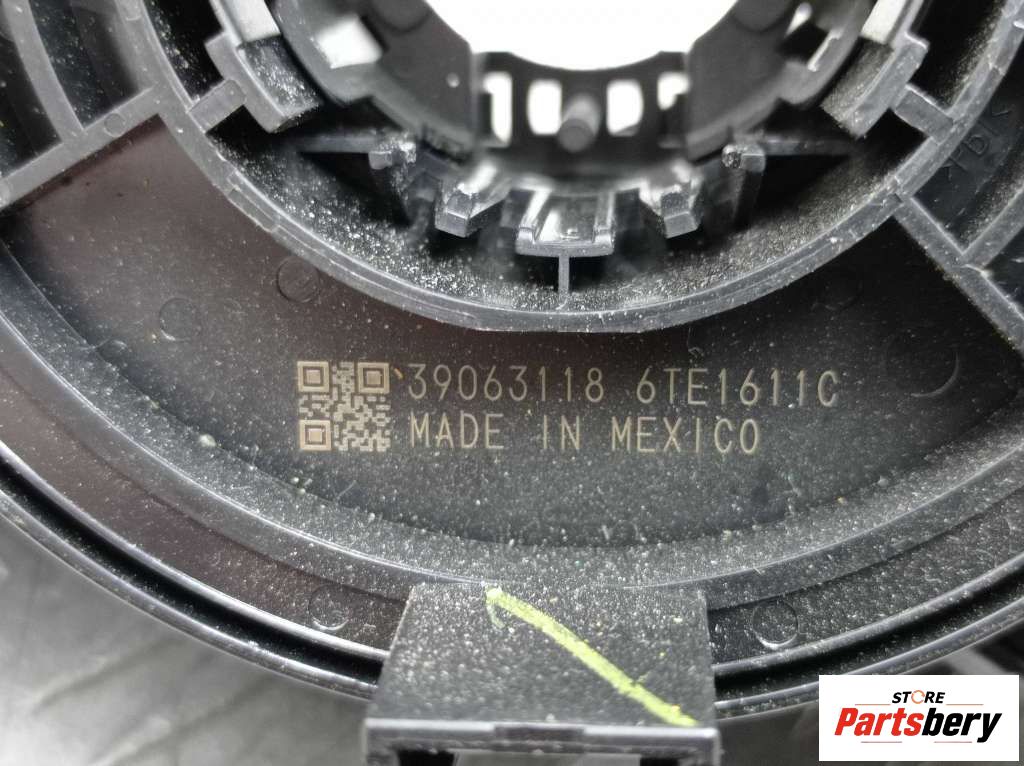 39063118 6TE1611C
MADE IN MEXICO
STORE
Partsbery